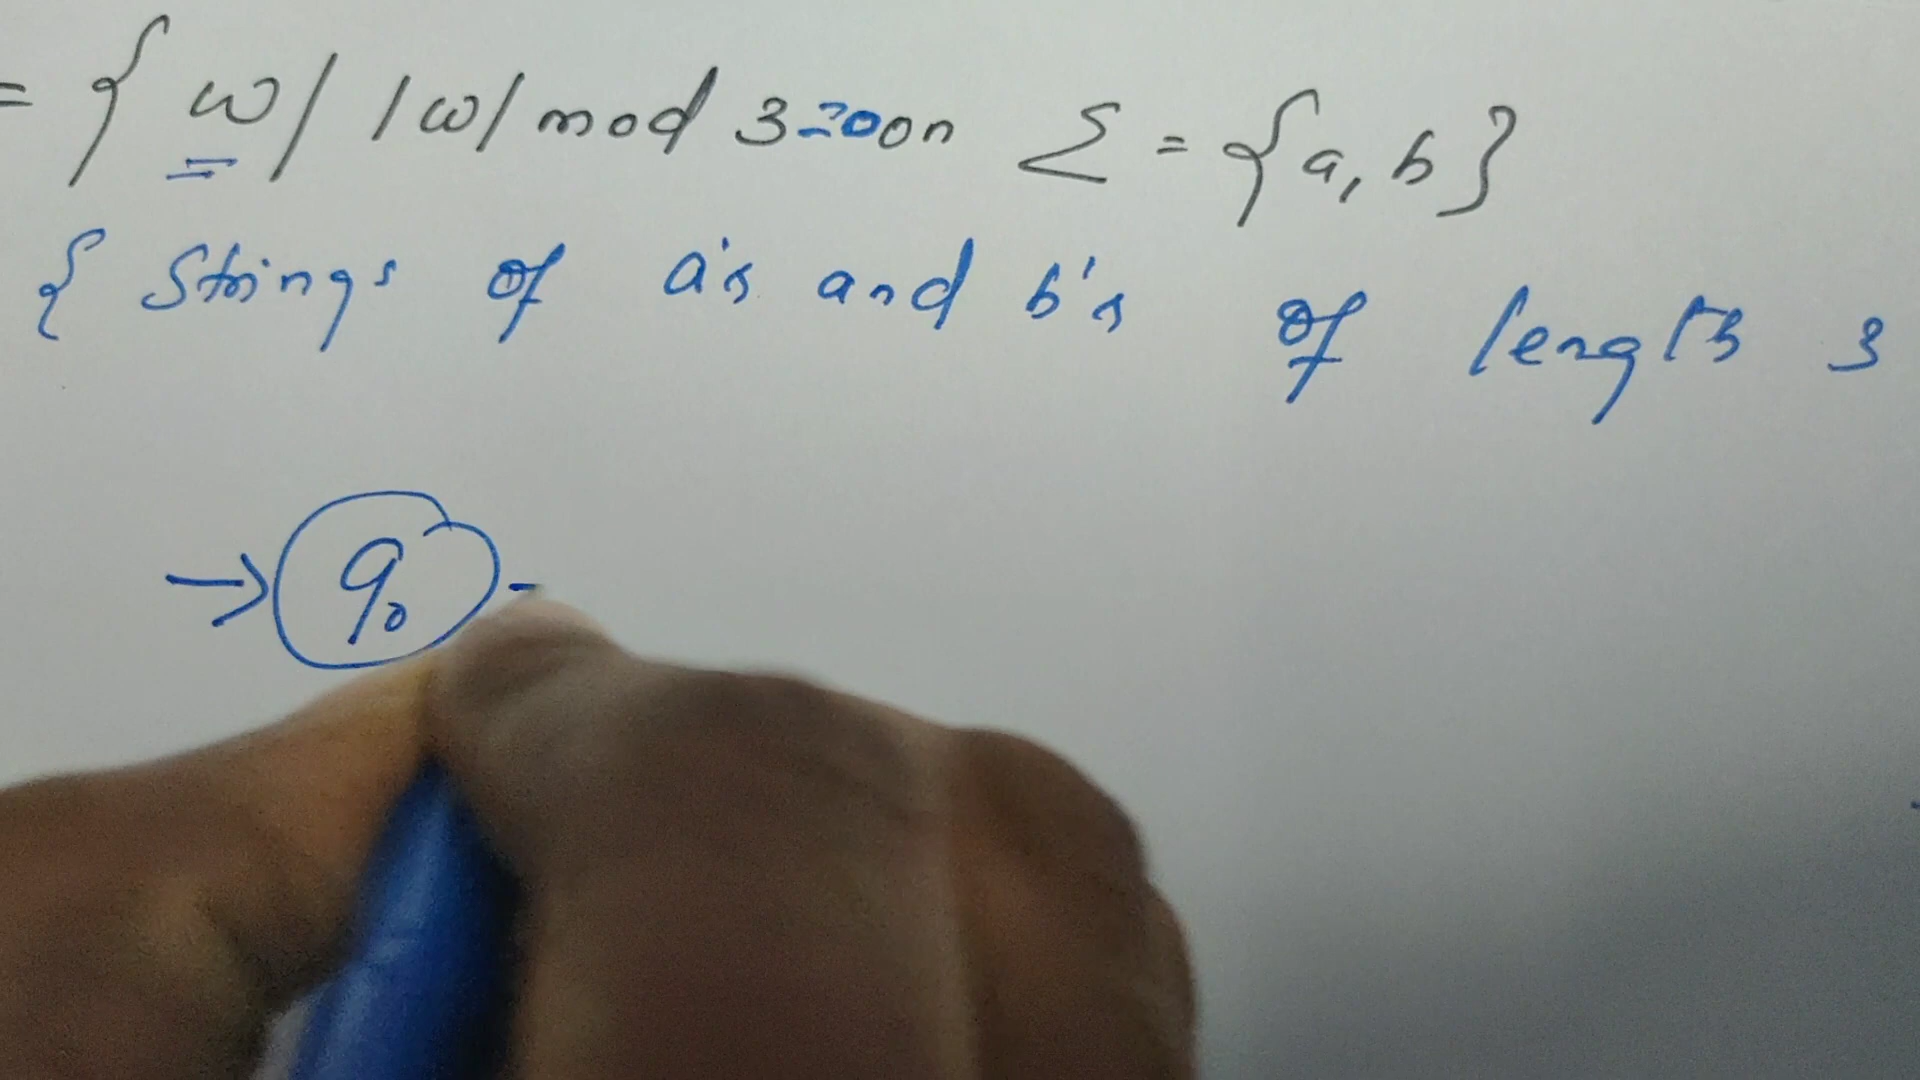 = { w / |w| mod 3=0 on Σ = {a, b}
{ Strings of a's and b's of length 3
→ q0 -